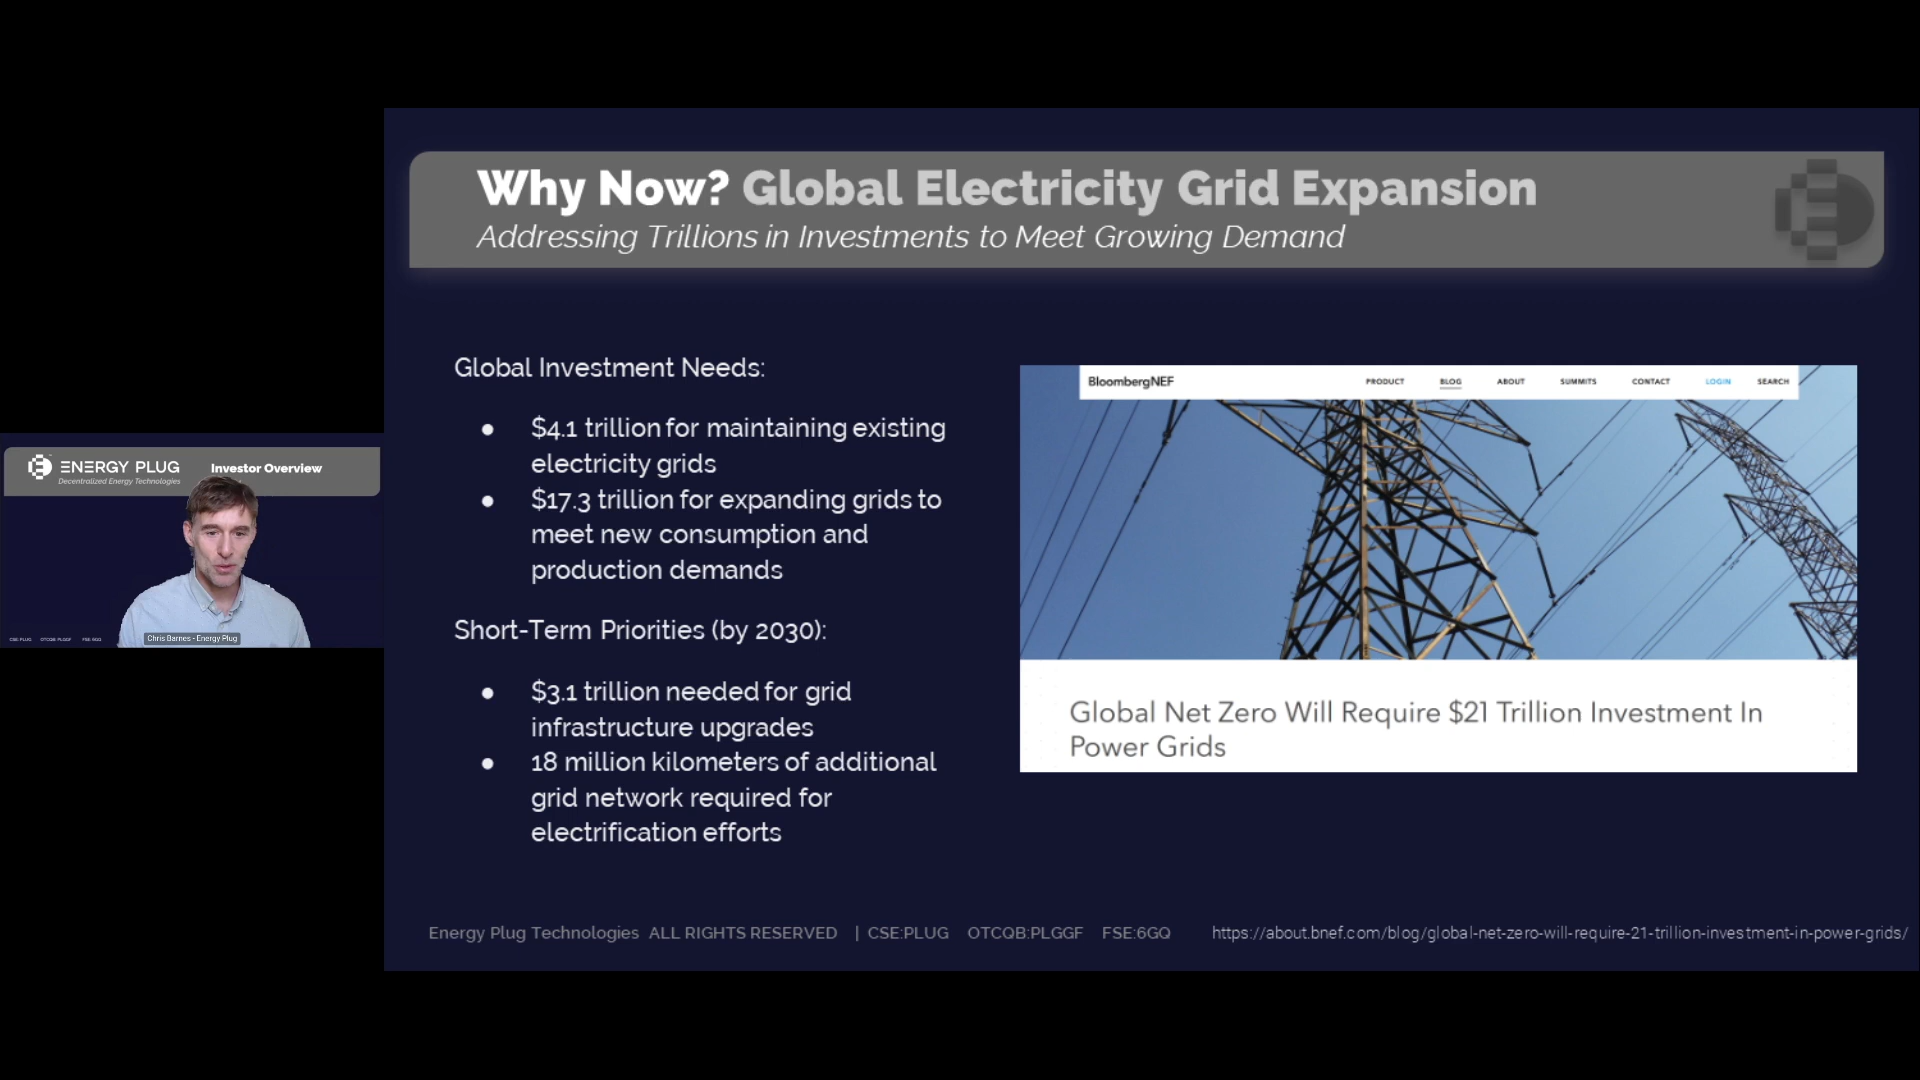 Why Now? Global Electricity Grid Expansion
Addressing Trillions in Investments to Meet Growing Demand
Global Investment Needs:
● $4.1 trillion for maintaining existing
electricity grids
● $17.3 trillion for expanding grids to
meet new consumption and
production demands
Short-Term Priorities (by 2030):
● $3.1 trillion needed for grid
infrastructure upgrades
● 18 million kilometers of additional
grid network required for
electrification efforts
BloombergNEF PRODUCT BLOG ABOUT SUMMITS CONTACT LOGIN SEARCH
Global Net Zero Will Require $21 Trillion Investment In
Power Grids
ENERGY PLUG Investor Overview
Decentralized Energy Technologies
CSE:PLUG OTCQB:PLGGF FSE:6GQ
Chris Barnes - Energy Plug
Energy Plug Technologies ALL RIGHTS RESERVED | CSE:PLUG OTCQB:PLGGF FSE:6GQ https://about.bnef.com/blog/global-net-zero-will-require-21-trillion-investment-in-power-grids/